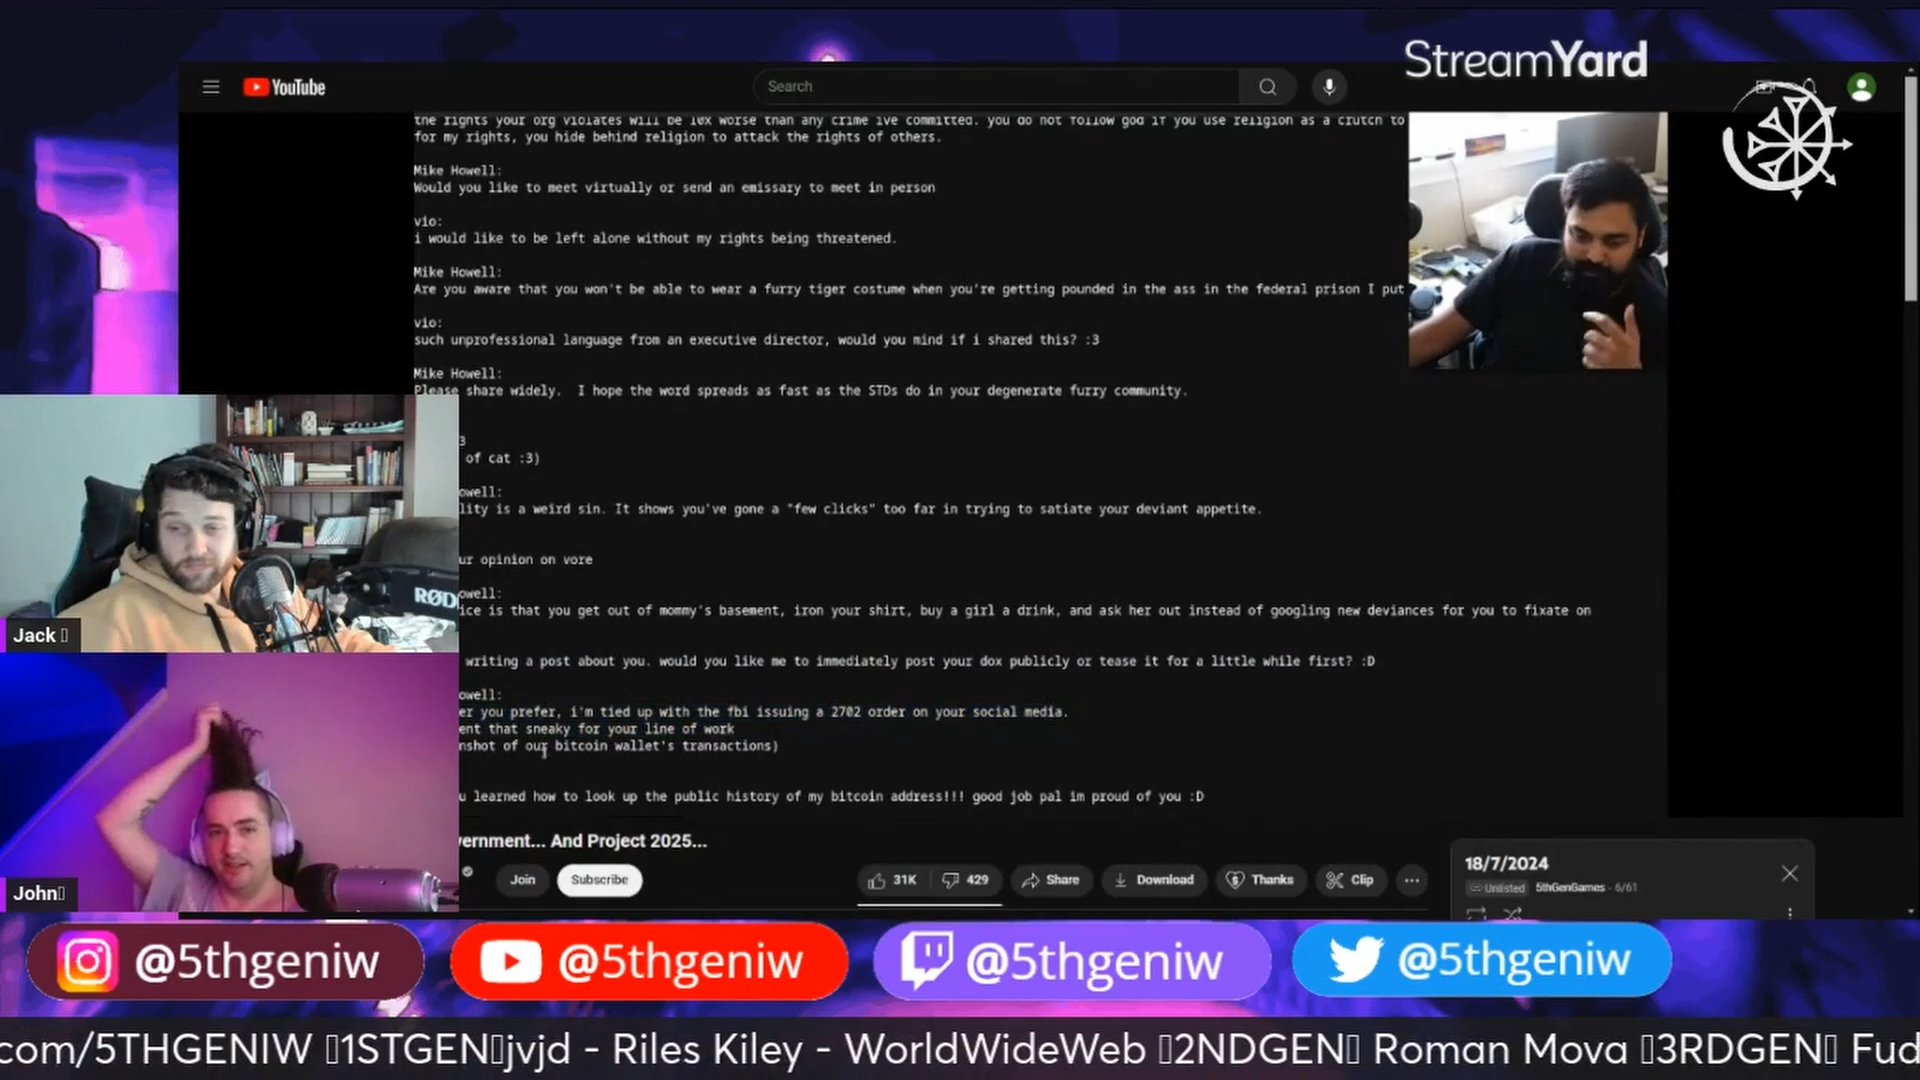 StreamYard
YouTube
Search
the rights your org violates will be 10x worse than any crime ive committed. you do not follow god if you use religion as a crutch to
for my rights, you hide behind religion to attack the rights of others.
Mike Howell:
Would you like to meet virtually or send an emissary to meet in person
vio:
i would like to be left alone without my rights being threatened.
Mike Howell:
Are you aware that you won't be able to wear a furry tiger costume when you're getting pounded in the ass in the federal prison I put
vio:
such unprofessional language from an executive director, would you mind if i shared this? :3
Mike Howell:
Please share widely.  I hope the word spreads as fast as the STDs do in your degenerate furry community.
3
of cat :3)
owell:
lity is a weird sin. It shows you've gone a "few clicks" too far in trying to satiate your deviant appetite.
ur opinion on vore
owell:
ice is that you get out of mommy's basement, iron your shirt, buy a girl a drink, and ask her out instead of googling new deviances for you to fixate on
writing a post about you. would you like me to immediately post your dox publicly or tease it for a little while first? :D
owell:
er you prefer, i'm tied up with the fbi issuing a 2702 order on your social media.
ent that sneaky for your line of work
nshot of our bitcoin wallet's transactions)
u learned how to look up the public history of my bitcoin address!!! good job pal im proud of you :D
RØD
Jack
John
vernment... And Project 2025...
Join
Subscribe
31K
429
Share
Download
Thanks
Clip
18/7/2024
Unlisted 5thGenGames - 6/61
@5thgeniw
@5thgeniw
@5thgeniw
@5thgeniw
com/5THGENIW 1STGEN jvjd - Riles Kiley - WorldWideWeb 2NDGEN Roman Mova 3RDGEN Fud